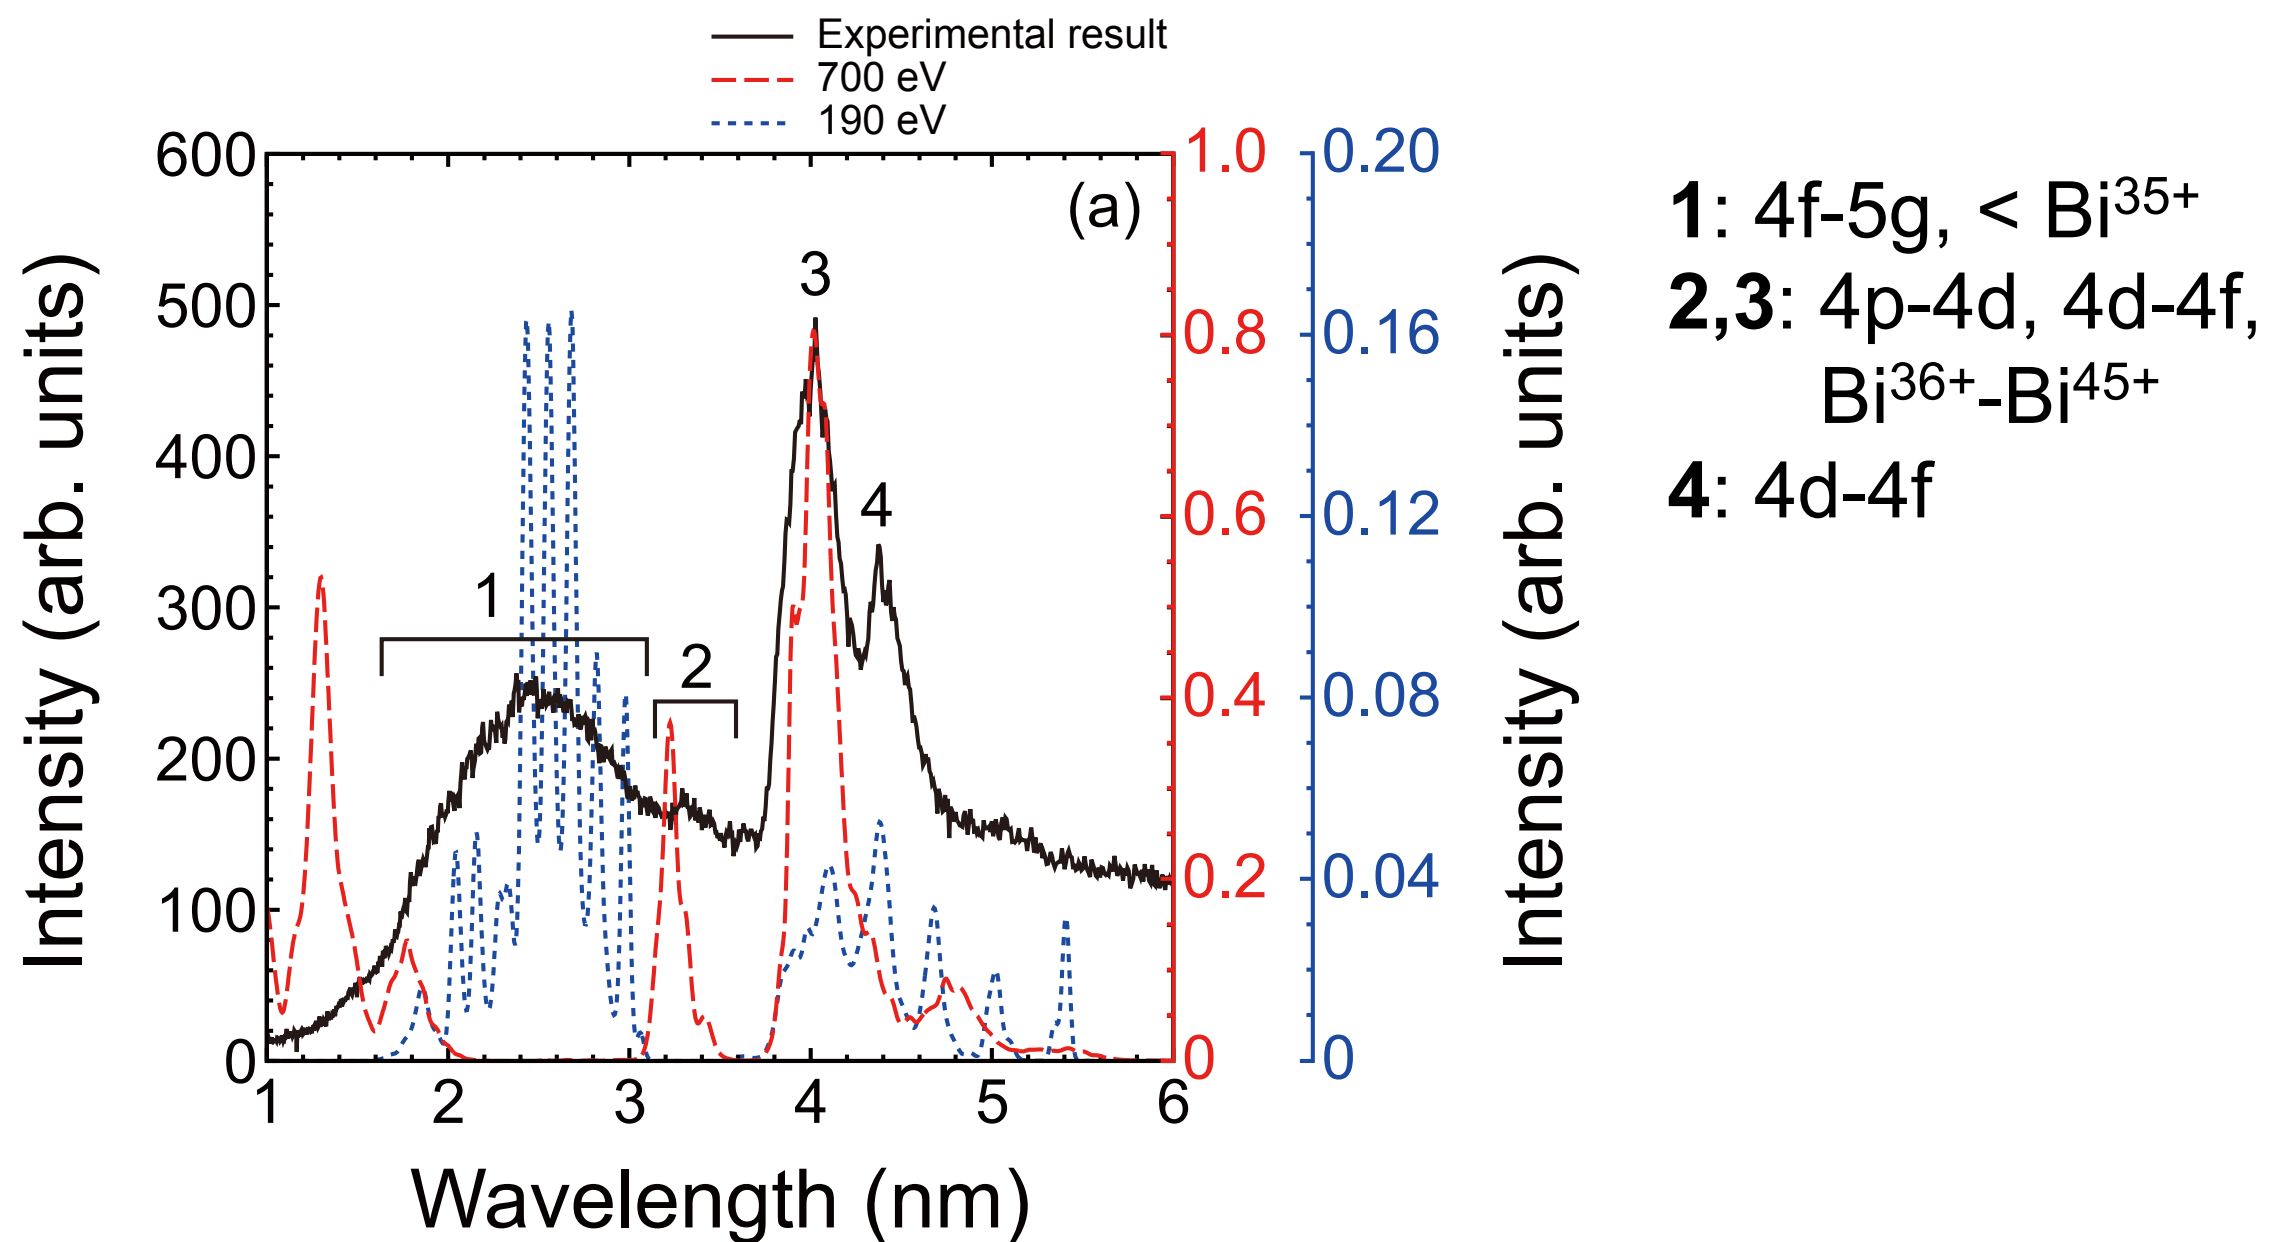 Experimental result
700 eV
190 eV
(a)
600
500
400
300
200
100
0
Intensity (arb. units)
1
2
3
4
1 2 3 4 5 6
Wavelength (nm)
1.0
0.8
0.6
0.4
0.2
0
0.20
0.16
0.12
0.08
0.04
0
Intensity (arb. units)
1: 4f-5g, < Bi³⁵⁺
2,3: 4p-4d, 4d-4f,
Bi³⁶⁺-Bi⁴⁵⁺
4: 4d-4f